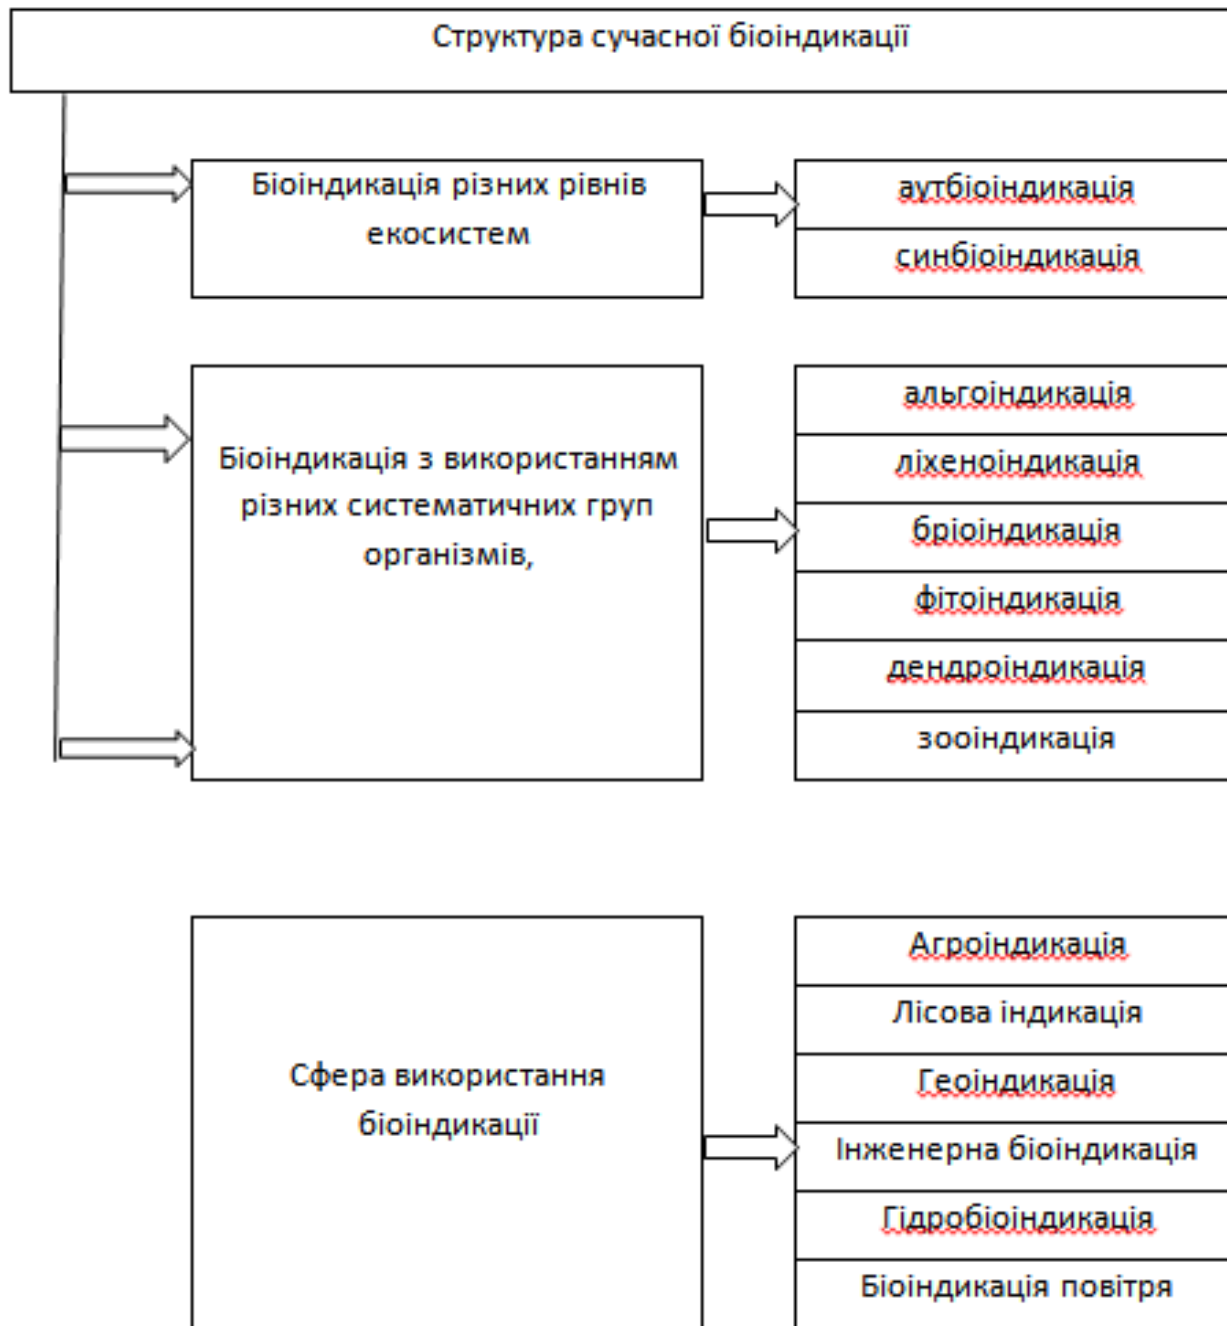 Структура сучасної біоіндикації
Біоіндикація різних рівнів
екосистем
аутбіоіндикація
синбіоіндикація
Біоіндикація з використанням
різних систематичних груп
організмів,
альгоіндикація
ліхеноіндикація
бріоіндикація
фітоіндикація
дендроіндикація
зооіндикація
Сфера використання
біоіндикації
Агроіндикація
Лісова індикація
Геоіндикація
Інженерна біоіндикація
Гідробіоіндикація
Біоіндикація повітря